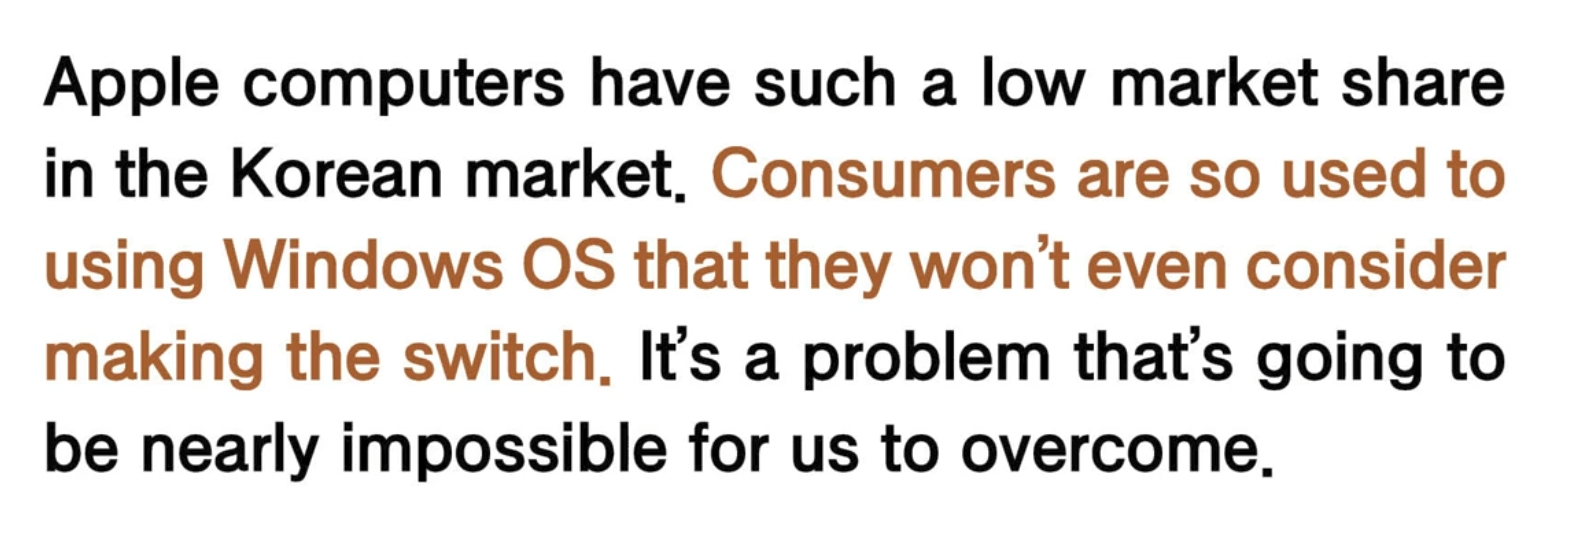 Apple computers have such a low market share
in the Korean market. Consumers are so used to
using Windows OS that they won't even consider
making the switch. It's a problem that's going to
be nearly impossible for us to overcome.